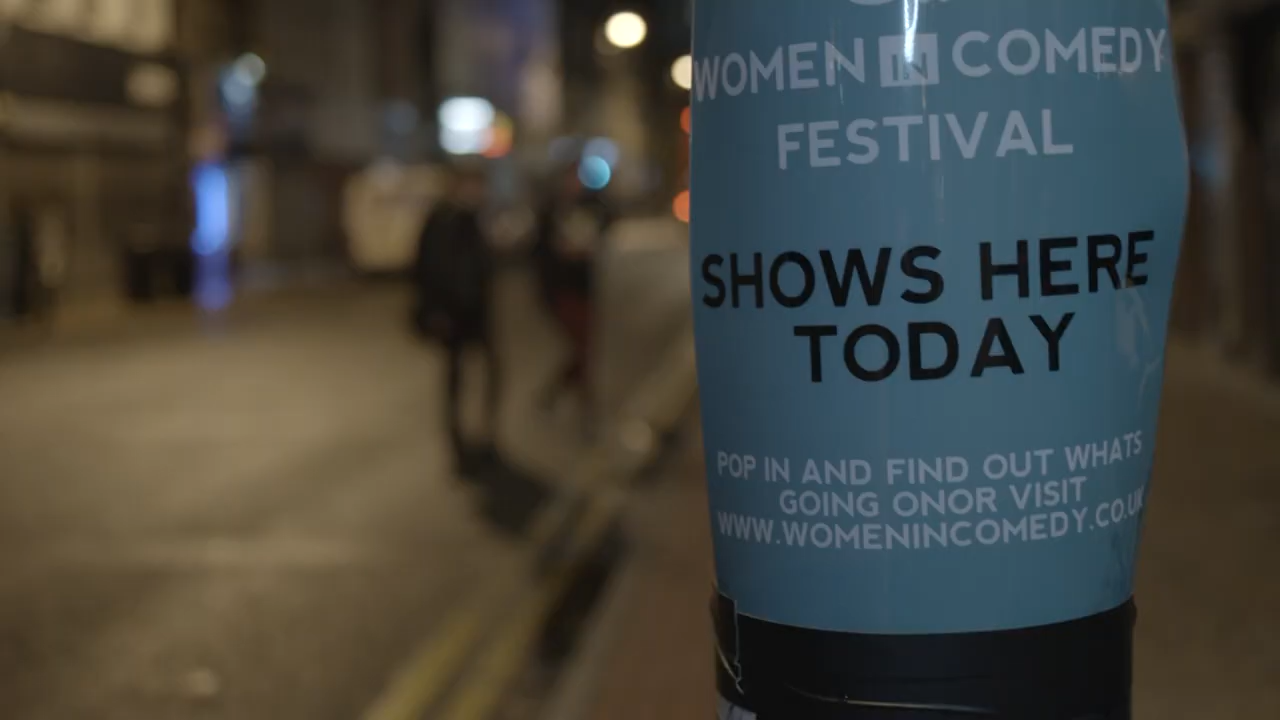 WOMEN IN COMEDY
FESTIVAL
SHOWS HERE
TODAY
POP IN AND FIND OUT WHATS
GOING ONOR VISIT
WWW.WOMENINCOMEDY.CO.UK